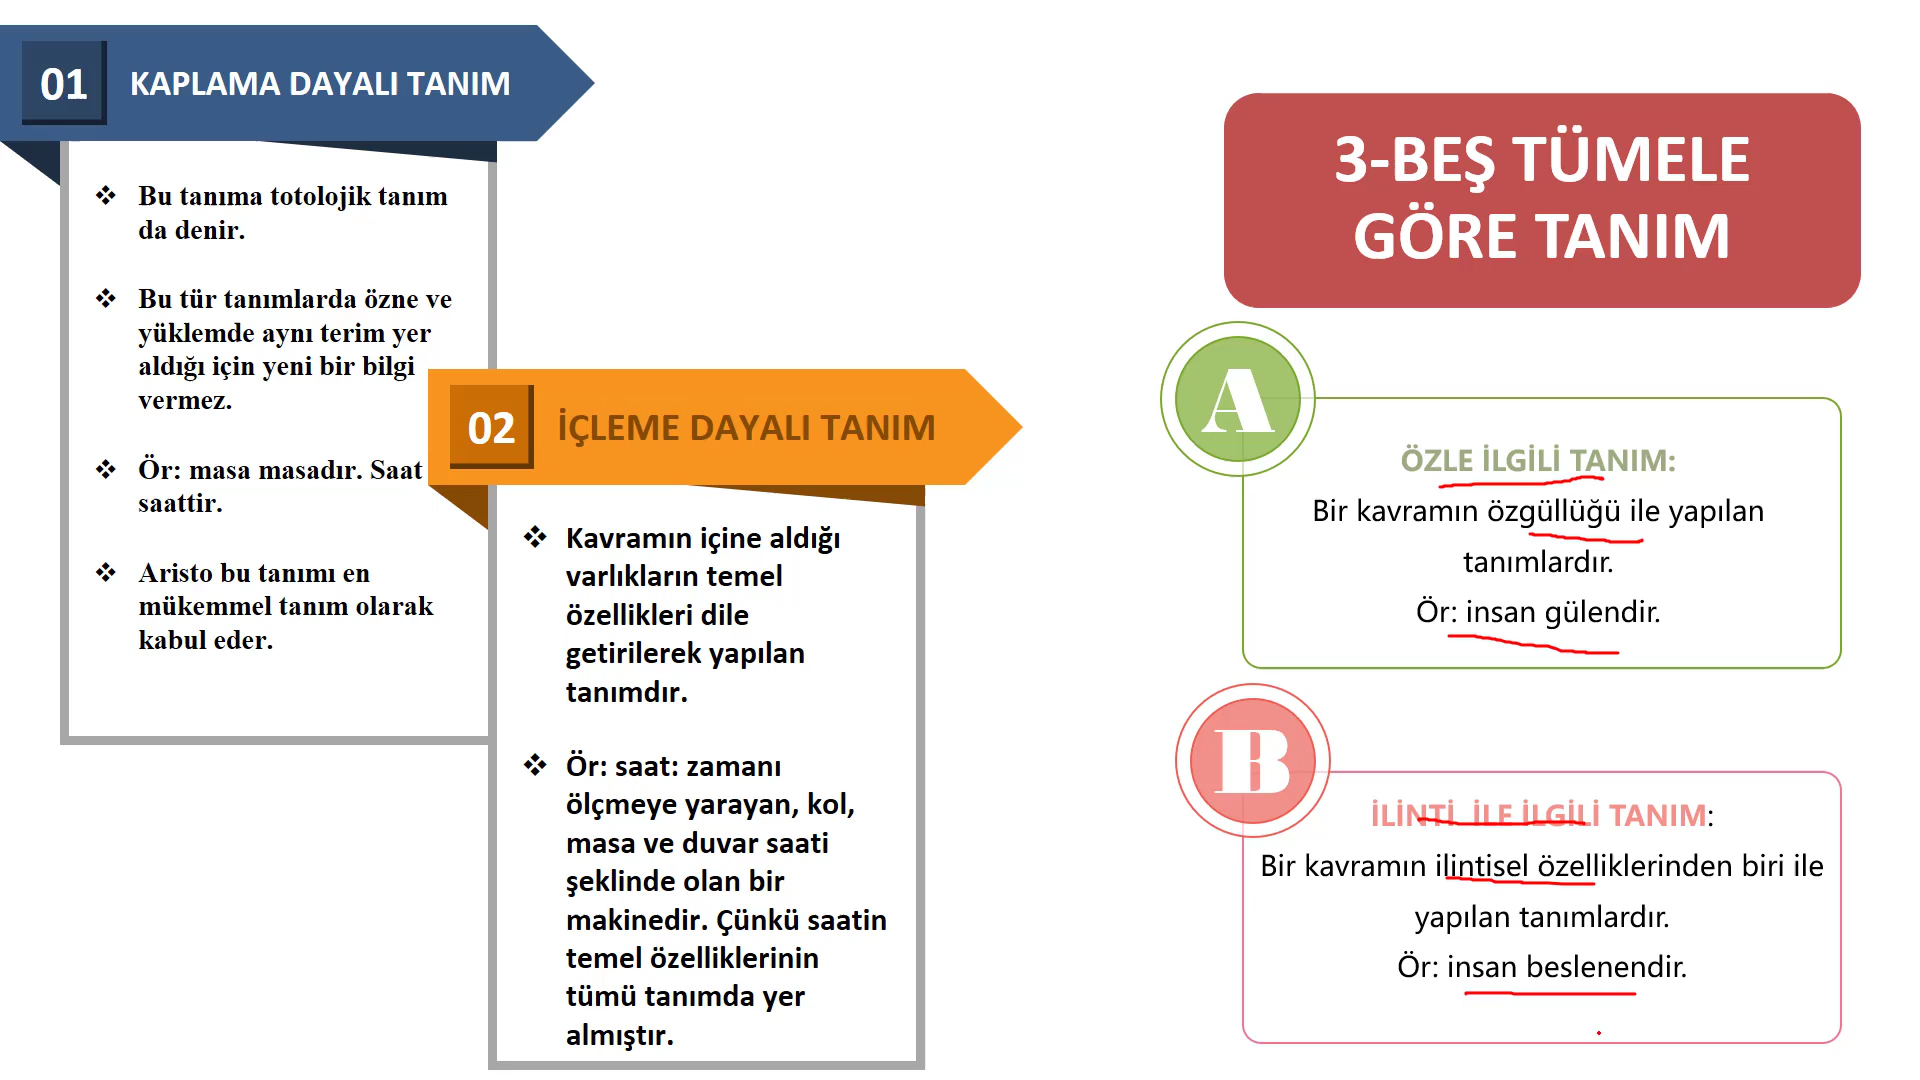 01
KAPLAMA DAYALI TANIM
Bu tanıma totolojik tanım
da denir.
Bu tür tanımlarda özne ve
yüklemde aynı terim yer
aldığı için yeni bir bilgi
vermez.
Ör: masa masadır. Saat
saattir.
Aristo bu tanımı en
mükemmel tanım olarak
kabul eder.
02
İÇLEME DAYALI TANIM
Kavramın içine aldığı
varlıkların temel
özellikleri dile
getirilerek yapılan
tanımdır.
Ör: saat: zamanı
ölçmeye yarayan, kol,
masa ve duvar saati
şeklinde olan bir
makinedir. Çünkü saatin
temel özelliklerinin
tümü tanımda yer
almıştır.
3-BEŞ TÜMELE
GÖRE TANIM
A
ÖZLE İLGİLİ TANIM:
Bir kavramın özgüllüğü ile yapılan
tanımlardır.
Ör: insan gülendir.
B
İLİNTİ İLE İLGİLİ TANIM:
Bir kavramın ilintisel özelliklerinden biri ile
yapılan tanımlardır.
Ör: insan beslenendir.